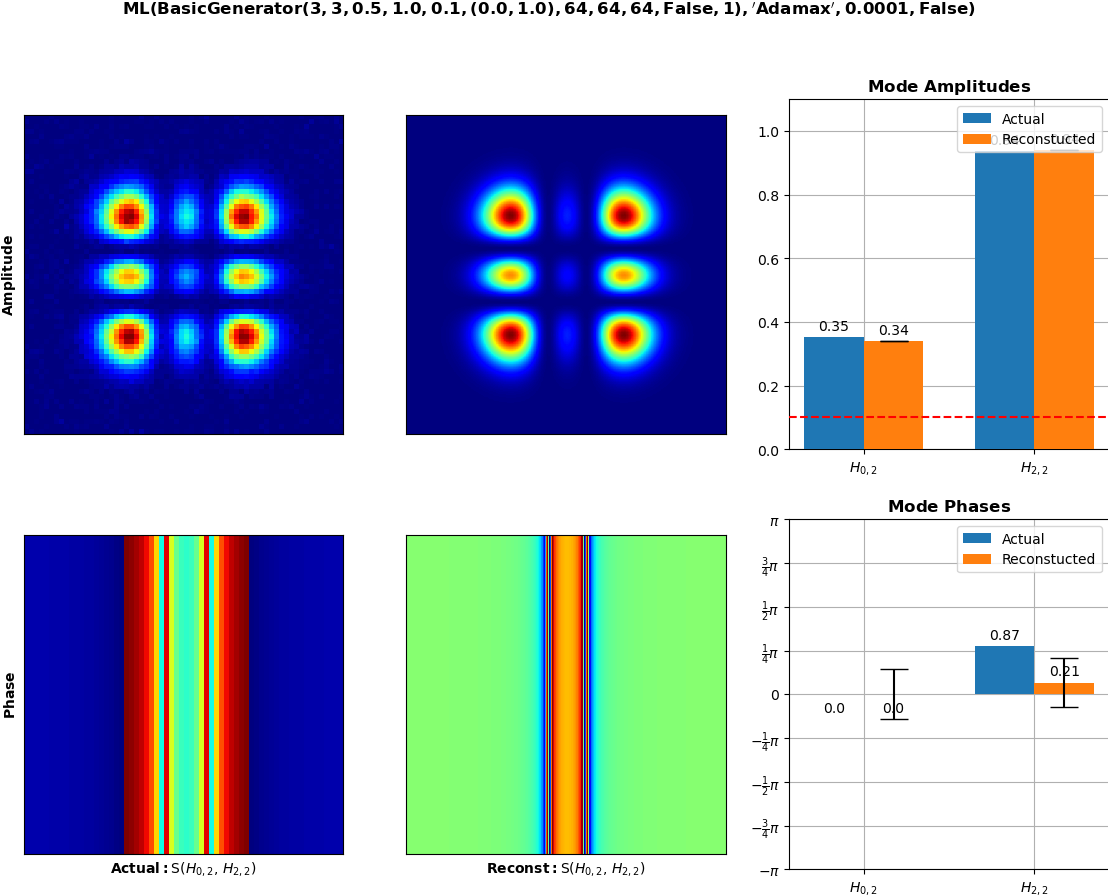 ML(BasicGenerator(3, 3, 0.5, 1.0, 0.1, (0.0, 1.0), 64, 64, 64, False, 1), 'Adamax', 0.0001, False)
Amplitude
Mode Amplitudes
Actual
Reconstucted
1.0
0.8
0.6
0.4
0.2
0.0
0.35
0.34
H0, 2
H2, 2
Phase
Actual: S(H0, 2, H2, 2)
Reconst: S(H0, 2, H2, 2)
Mode Phases
Actual
Reconstucted
π
3/4π
1/2π
1/4π
0
−1/4π
−1/2π
−3/4π
−π
0.0
0.0
0.87
0.21
H0, 2
H2, 2